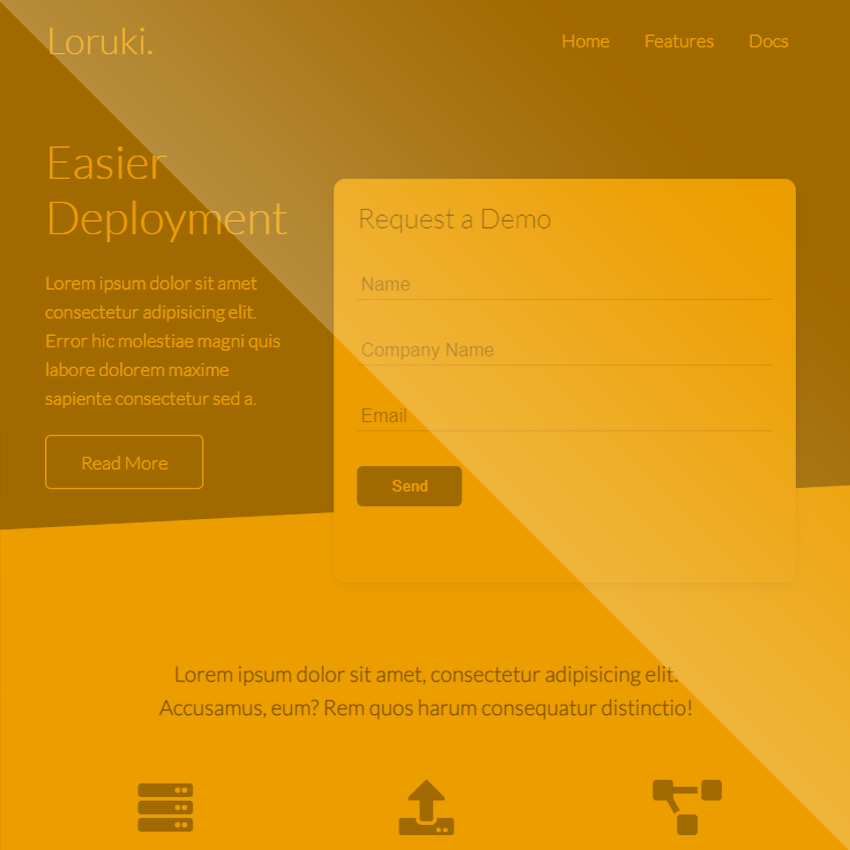 Loruki.
Home Features Docs
Easier
Deployment
Lorem ipsum dolor sit amet
consectetur adipisicing elit.
Error hic molestiae magni quis
labore dolorem maxime
sapiente consectetur sed a.
Read More
Request a Demo
Name
Company Name
Email
Send
Lorem ipsum dolor sit amet, consectetur adipisicing elit.
Accusamus, eum? Rem quos harum consequatur distinctio!